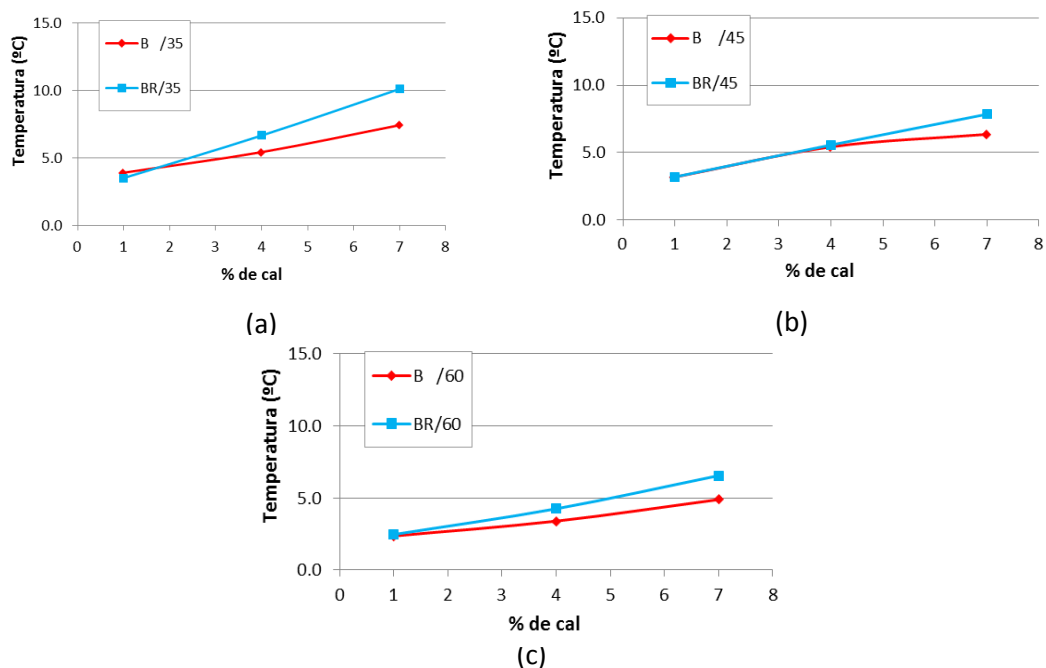 15.0
B /35
BR/35
10.0
5.0
0.0
Temperatura (ºC)
0 1 2 3 4 5 6 7 8
% de cal
(a)
15.0
B /45
BR/45
10.0
5.0
0.0
Temperatura (ºC)
0 1 2 3 4 5 6 7 8
% de cal
(b)
15.0
B /60
BR/60
10.0
5.0
0.0
Temperatura (ºC)
0 1 2 3 4 5 6 7 8
% de cal
(c)